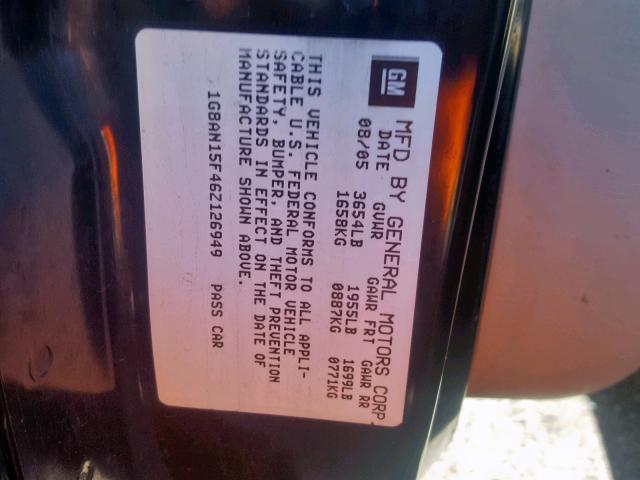 GM
MFD BY GENERAL MOTORS CORP.
DATE GVWR GAWR FRT GAWR RR
08/05 3654LB 1955LB 1699LB
1658KG 0887KG 0771KG
THIS VEHICLE CONFORMS TO ALL APPLI-
CABLE U.S. FEDERAL MOTOR VEHICLE
SAFETY, BUMPER, AND THEFT PREVENTION
STANDARDS IN EFFECT ON THE DATE OF
MANUFACTURE SHOWN ABOVE.
1G8AN15F46Z126949 PASS CAR